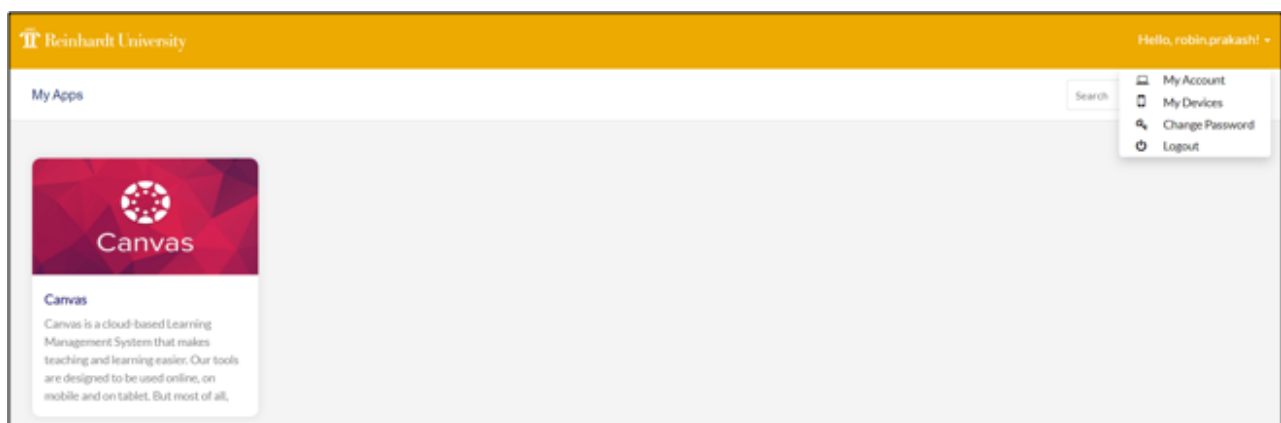 Reinhardt University
Hello, robin.prakash!
My Apps
Search
My Account
My Devices
Change Password
Logout
Canvas
Canvas
Canvas is a cloud-based Learning
Management System that makes
teaching and learning easier. Our tools
are designed to be used online, on
mobile and on tablet. But most of all,